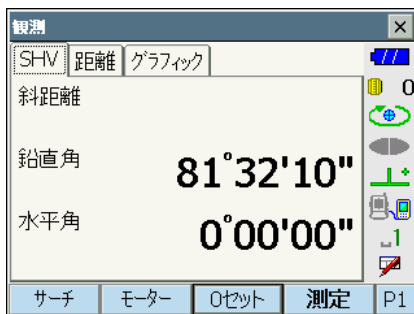 観測
SHV 距離 グラフィック
0
斜距離
鉛直角 81°32'10"
水平角 0°00'00"
1
サーチ モーター 0セット 測定 P1